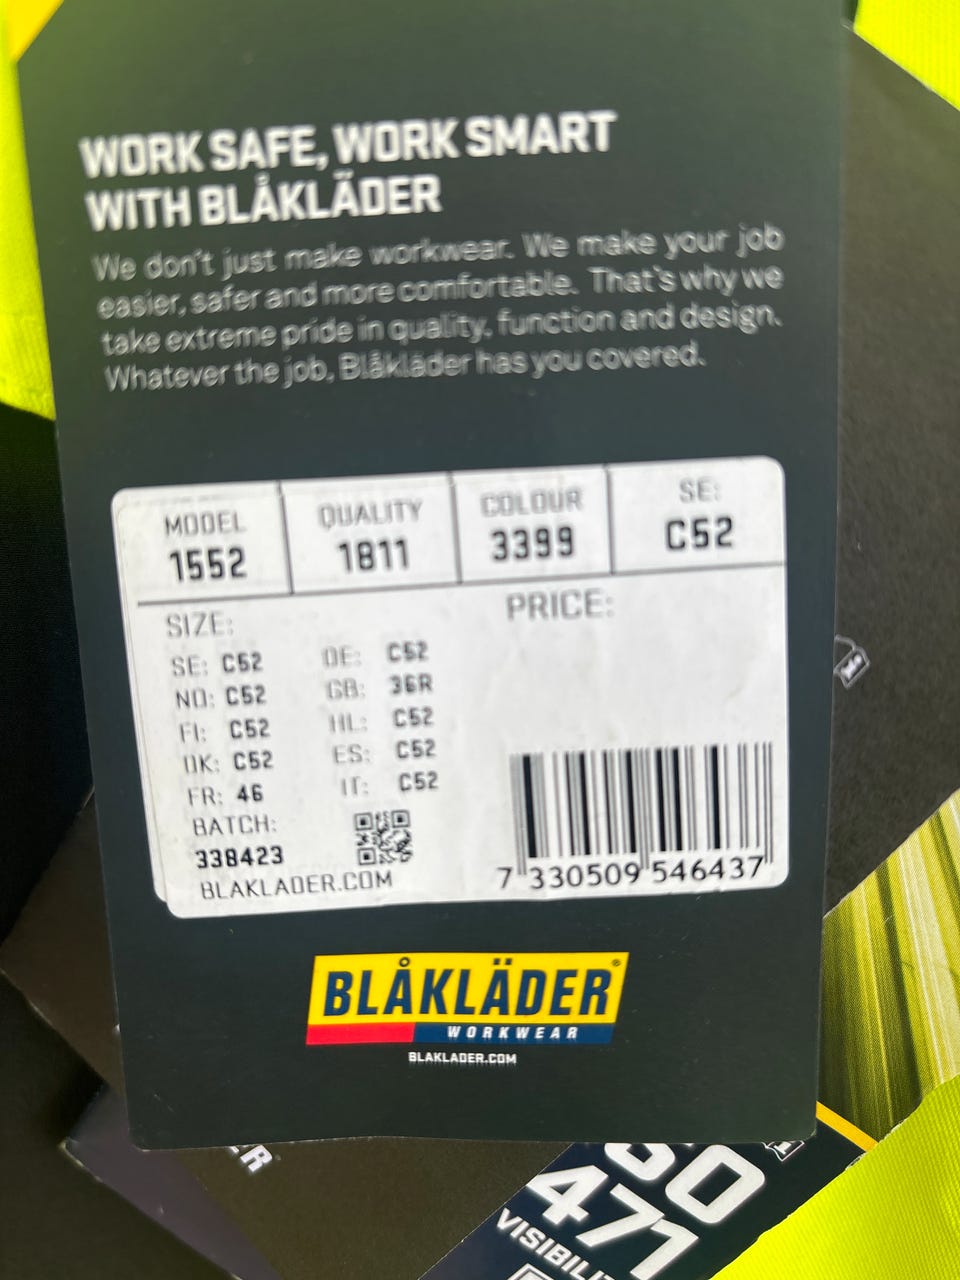 WORK SAFE, WORK SMART
WITH BLÅKLÄDER
We don't just make workwear. We make your job
easier, safer and more comfortable. That's why we
take extreme pride in quality, function and design.
Whatever the job, Blåkläder has you covered.
MODEL
1552
QUALITY
1811
COLOUR
3399
SE:
C52
SIZE:
SE: C52
NO: C52
FI: C52
DK: C52
FR: 46
DE: C52
GB: 36R
NL: C52
ES: C52
IT: C52
BATCH:
338423
BLAKLADER.COM
PRICE:
7 330509 546437
BLÅKLÄDER®
WORKWEAR
BLAKLADER.COM
ER
471
VISIBILI